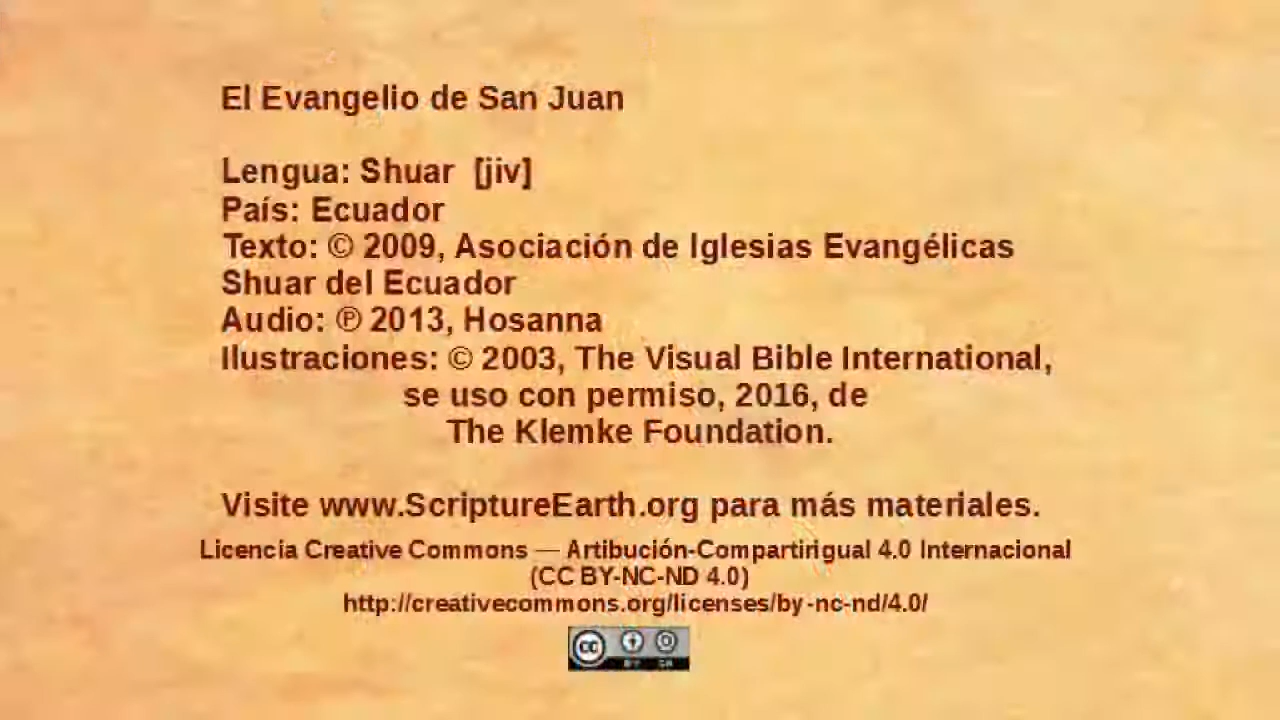 El Evangelio de San Juan
Lengua: Shuar [jiv]
País: Ecuador
Texto: © 2009, Asociación de Iglesias Evangélicas
Shuar del Ecuador
Audio: ℗ 2013, Hosanna
Ilustraciones: © 2003, The Visual Bible International,
se uso con permiso, 2016, de
The Klemke Foundation.
Visite www.ScriptureEarth.org para más materiales.
Licencia Creative Commons — Artibución-Compartirigual 4.0 Internacional
(CC BY-NC-ND 4.0)
http://creativecommons.org/licenses/by-nc-nd/4.0/
cc BY SA